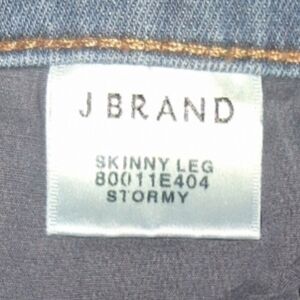 J BRAND
SKINNY LEG
80011E404
STORMY